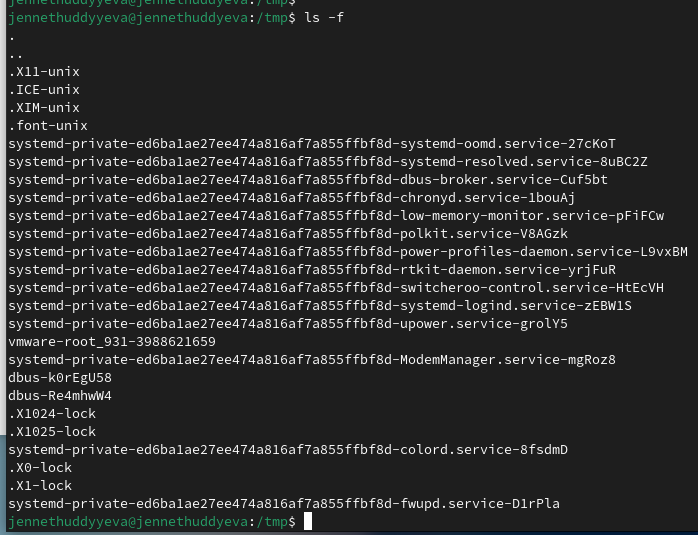 jennethuddyyeva@jennethuddyeva:/tmp$
jennethuddyyeva@jennethuddyeva:/tmp$ ls -f
.
..
.X11-unix
.ICE-unix
.XIM-unix
.font-unix
systemd-private-ed6ba1ae27ee474a816af7a855ffbf8d-systemd-oomd.service-27cKoT
systemd-private-ed6ba1ae27ee474a816af7a855ffbf8d-systemd-resolved.service-8uBC2Z
systemd-private-ed6ba1ae27ee474a816af7a855ffbf8d-dbus-broker.service-Cuf5bt
systemd-private-ed6ba1ae27ee474a816af7a855ffbf8d-chronyd.service-1bouAj
systemd-private-ed6ba1ae27ee474a816af7a855ffbf8d-low-memory-monitor.service-pFiFCw
systemd-private-ed6ba1ae27ee474a816af7a855ffbf8d-polkit.service-V8AGzk
systemd-private-ed6ba1ae27ee474a816af7a855ffbf8d-power-profiles-daemon.service-L9vxBM
systemd-private-ed6ba1ae27ee474a816af7a855ffbf8d-rtkit-daemon.service-yrjFuR
systemd-private-ed6ba1ae27ee474a816af7a855ffbf8d-switcheroo-control.service-HtEcVH
systemd-private-ed6ba1ae27ee474a816af7a855ffbf8d-systemd-logind.service-zEBW1S
systemd-private-ed6ba1ae27ee474a816af7a855ffbf8d-upower.service-grolY5
vmware-root_931-3988621659
systemd-private-ed6ba1ae27ee474a816af7a855ffbf8d-ModemManager.service-mgRoz8
dbus-k0rEgU58
dbus-Re4mhwW4
.X1024-lock
.X1025-lock
systemd-private-ed6ba1ae27ee474a816af7a855ffbf8d-colord.service-8fsdmD
.X0-lock
.X1-lock
systemd-private-ed6ba1ae27ee474a816af7a855ffbf8d-fwupd.service-D1rPla
jennethuddyyeva@jennethuddyeva:/tmp$